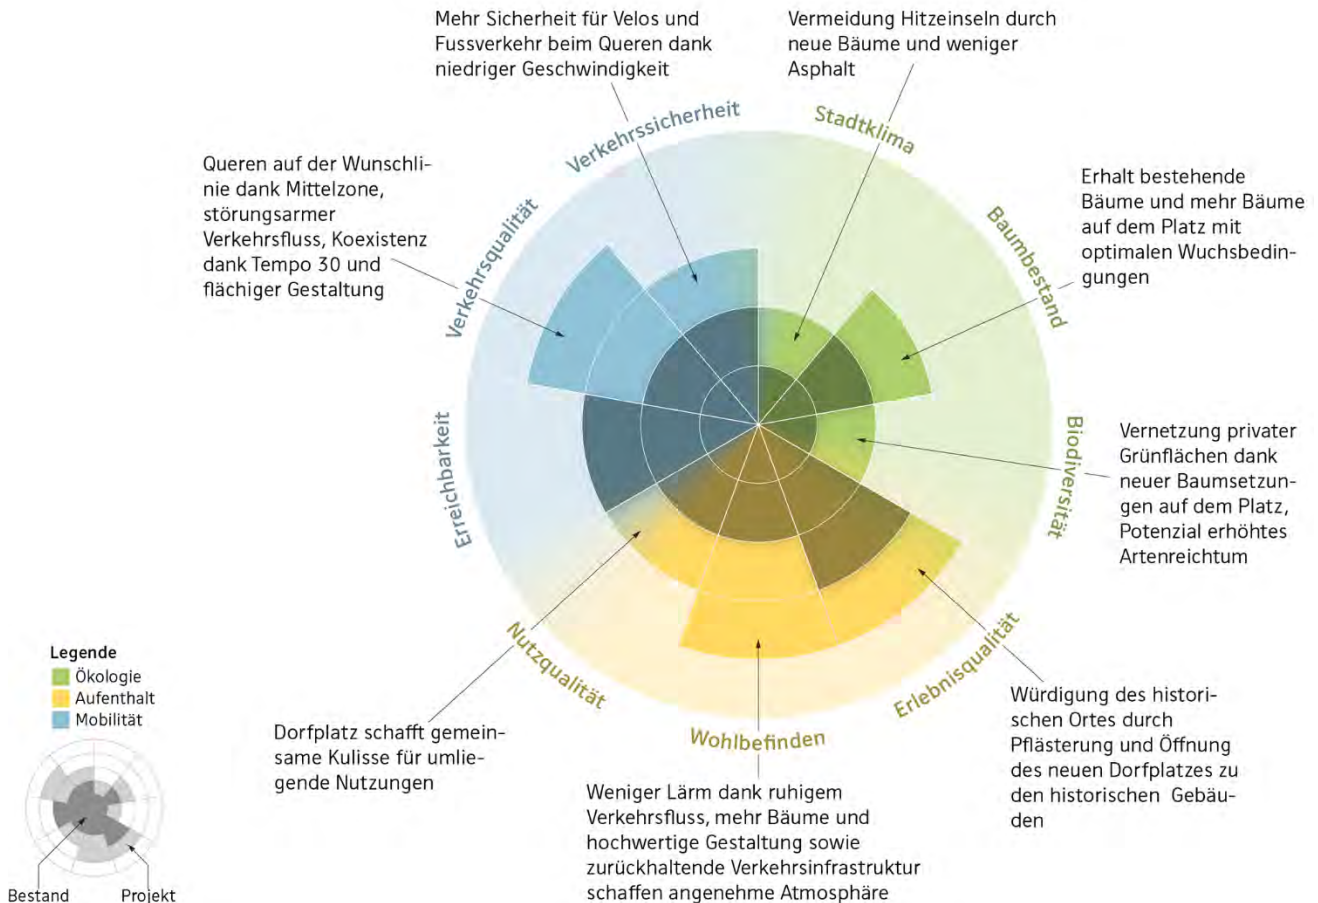 Mehr Sicherheit für Velos und
Fussverkehr beim Queren dank
niedriger Geschwindigkeit
Vermeidung Hitzeinseln durch
neue Bäume und weniger
Asphalt
Verkehrssicherheit
Stadtklima
Queren auf der Wunschli-
nie dank Mittelzone,
störungsarmer
Verkehrsfluss, Koexistenz
dank Tempo 30 und
flächiger Gestaltung
Erhalt bestehende
Bäume und mehr Bäume
auf dem Platz mit
optimalen Wuchsbedin-
gungen
Verkehrsqualität
Baumbestand
Erreichbarkeit
Biodiversität
Vernetzung privater
Grünflächen dank
neuer Baumsetzun-
gen auf dem Platz,
Potenzial erhöhtes
Artenreichtum
Nutzqualität
Wohlbefinden
Erlebnisqualität
Legende
Ökologie
Aufenthalt
Mobilität
Bestand
Projekt
Dorfplatz schafft gemein-
same Kulisse für umlie-
gende Nutzungen
Weniger Lärm dank ruhigem
Verkehrsfluss, mehr Bäume und
hochwertige Gestaltung sowie
zurückhaltende Verkehrsinfrastruktur
schaffen angenehme Atmosphäre
Würdigung des histori-
schen Ortes durch
Pflästerung und Öffnung
des neuen Dorfplatzes zu
den historischen Gebäu-
den